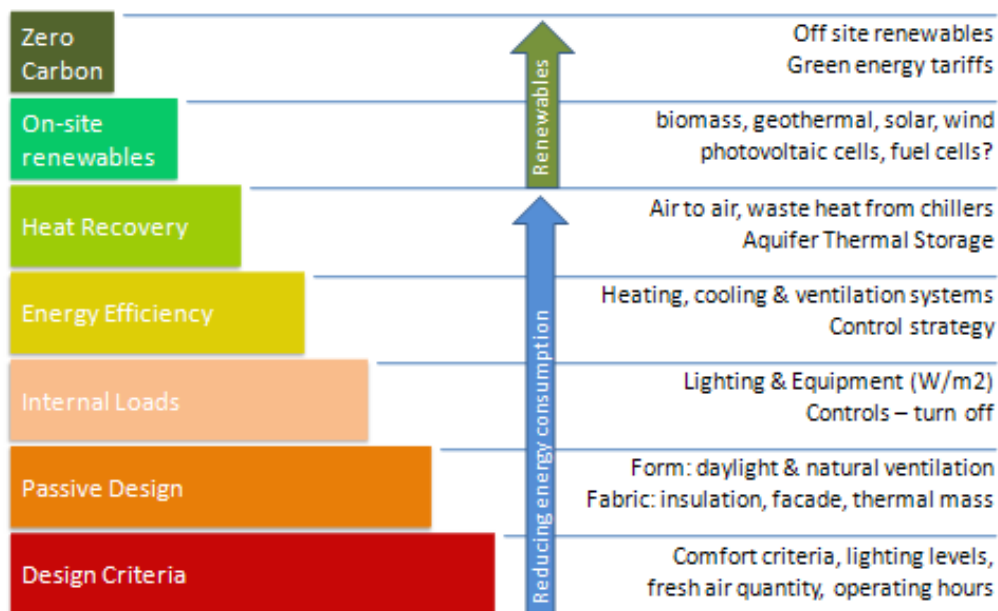 Zero
Carbon
Off site renewables
Green energy tariffs
On-site
renewables
biomass, geothermal, solar, wind
photovoltaic cells, fuel cells?
Renewables
Heat Recovery
Air to air, waste heat from chillers
Aquifer Thermal Storage
Energy Efficiency
Heating, cooling & ventilation systems
Control strategy
Internal Loads
Lighting & Equipment (W/m2)
Controls – turn off
Passive Design
Form: daylight & natural ventilation
Fabric: insulation, facade, thermal mass
Design Criteria
Comfort criteria, lighting levels,
fresh air quantity, operating hours
Reducing energy consumption